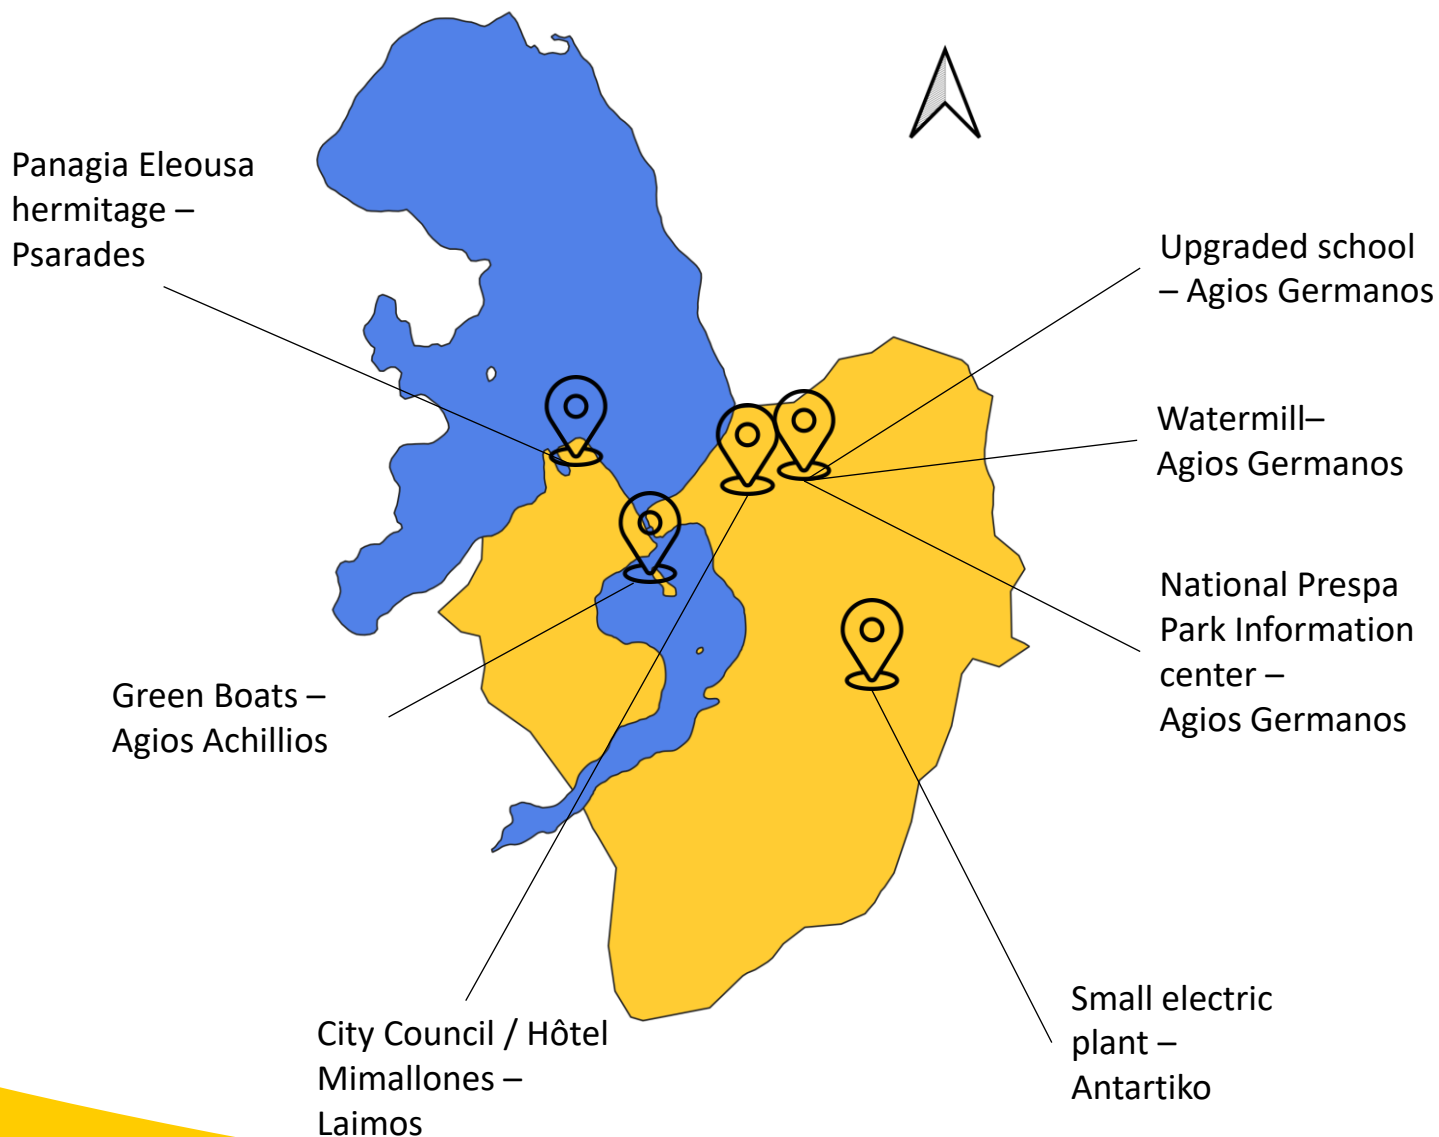 Panagia Eleousa
hermitage –
Psarades
Upgraded school
– Agios Germanos
Watermill–
Agios Germanos
National Prespa
Park Information
center –
Agios Germanos
Green Boats –
Agios Achillios
City Council / Hôtel
Mimallones –
Laimos
Small electric
plant –
Antartiko